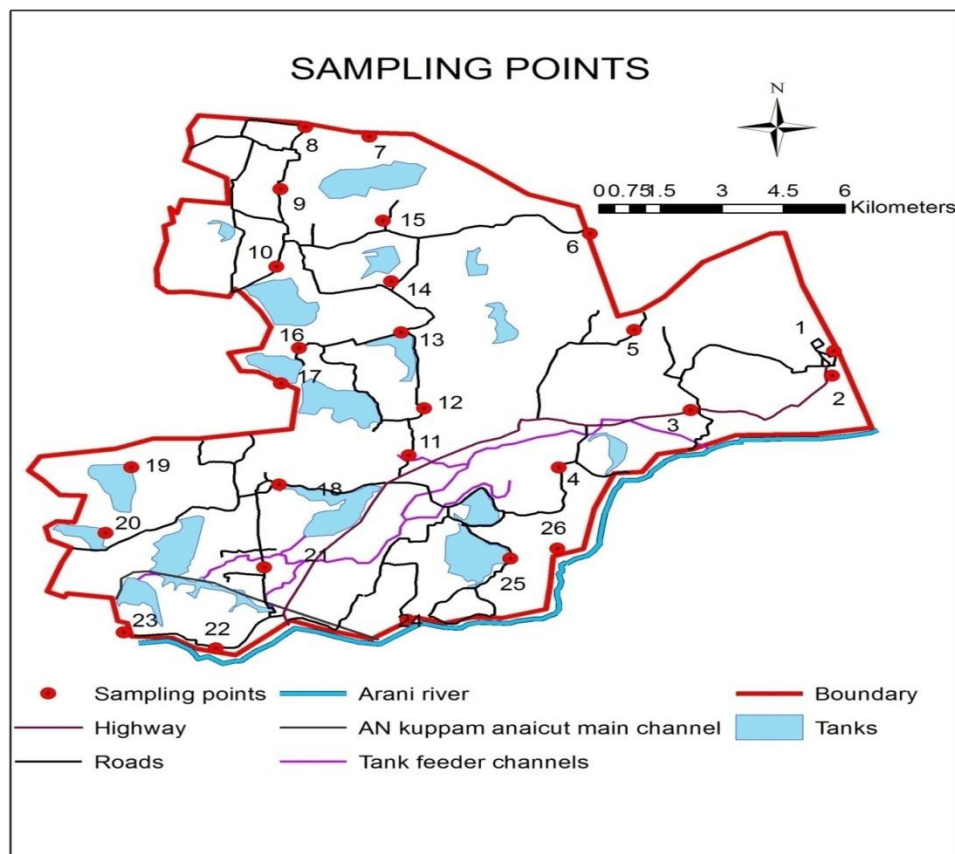 SAMPLING POINTS
N
0 0.75 1.5 3 4.5 6
Kilometers
8
7
9
15
6
10
14
5
1
13
16
2
17
12
3
11
19
4
18
20
26
21
25
24
23
22
Sampling points
Arani river
Boundary
Highway
AN kuppam anaicut main channel
Tanks
Roads
Tank feeder channels